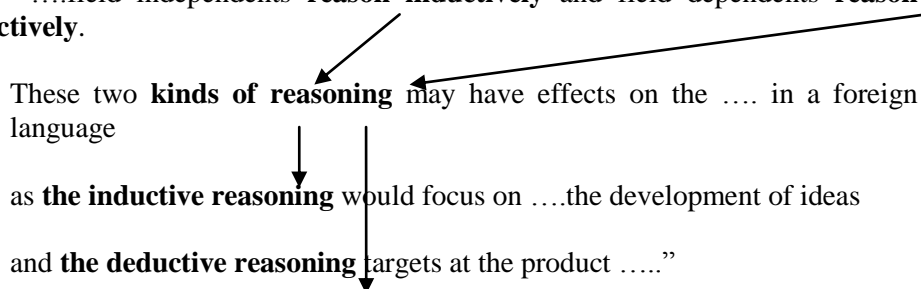 ….field independents reason inductively and field dependents reason
ctively.
These two kinds of reasoning may have effects on the …. in a foreign
language
as the inductive reasoning would focus on ….the development of ideas
and the deductive reasoning targets at the product …..”